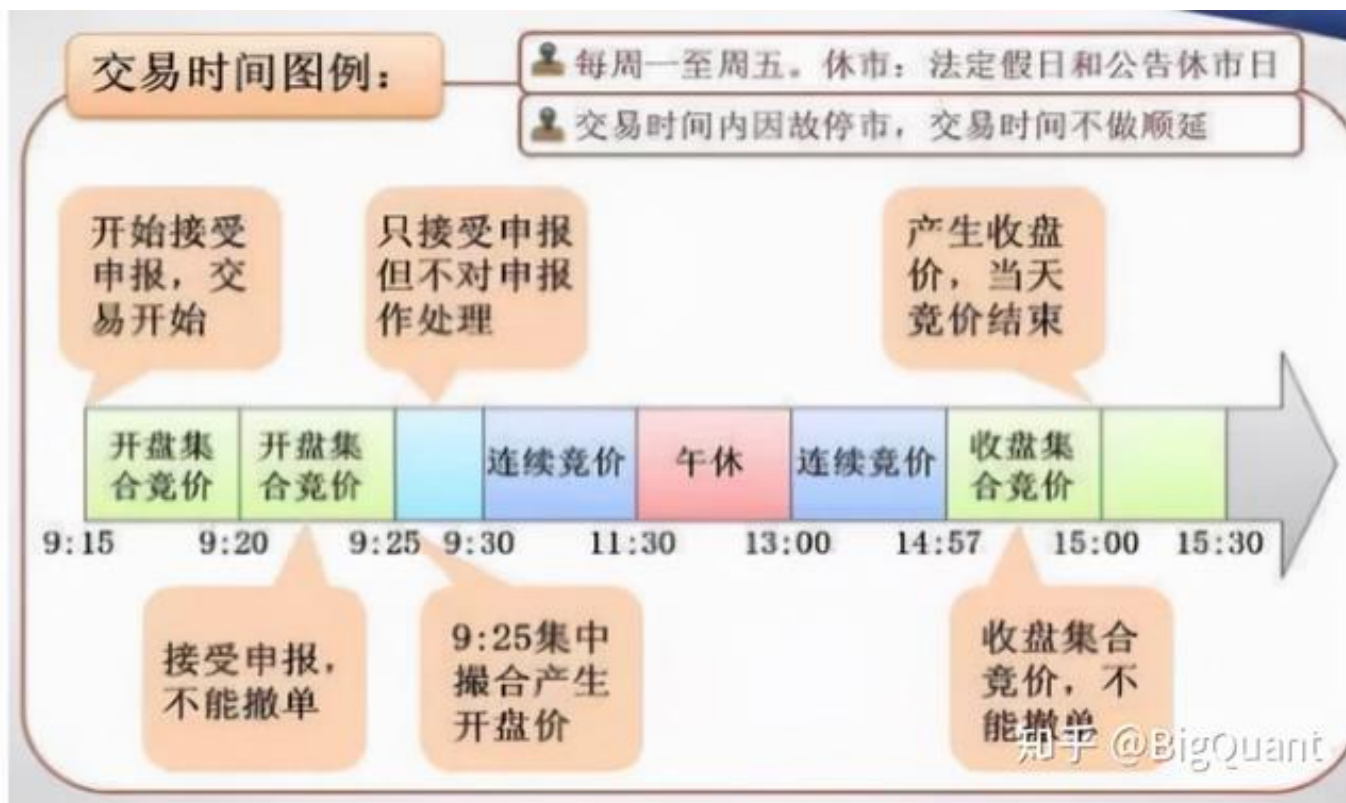 交易时间图例：
每周一至周五。休市：法定假日和公告休市日
交易时间内因故停市，交易时间不做顺延
开始接受
申报，交
易开始
只接受申报
但不对申报
作处理
产生收盘
价，当天
竞价结束
开盘集
合竞价
开盘集
合竞价
连续竞价
午休
连续竞价
收盘集
合竞价
9:15
9:20
9:25
9:30
11:30
13:00
14:57
15:00
15:30
接受申报，
不能撤单
9:25集中
撮合产生
开盘价
收盘集合
竞价，不
能撤单
知乎 @BigQuant